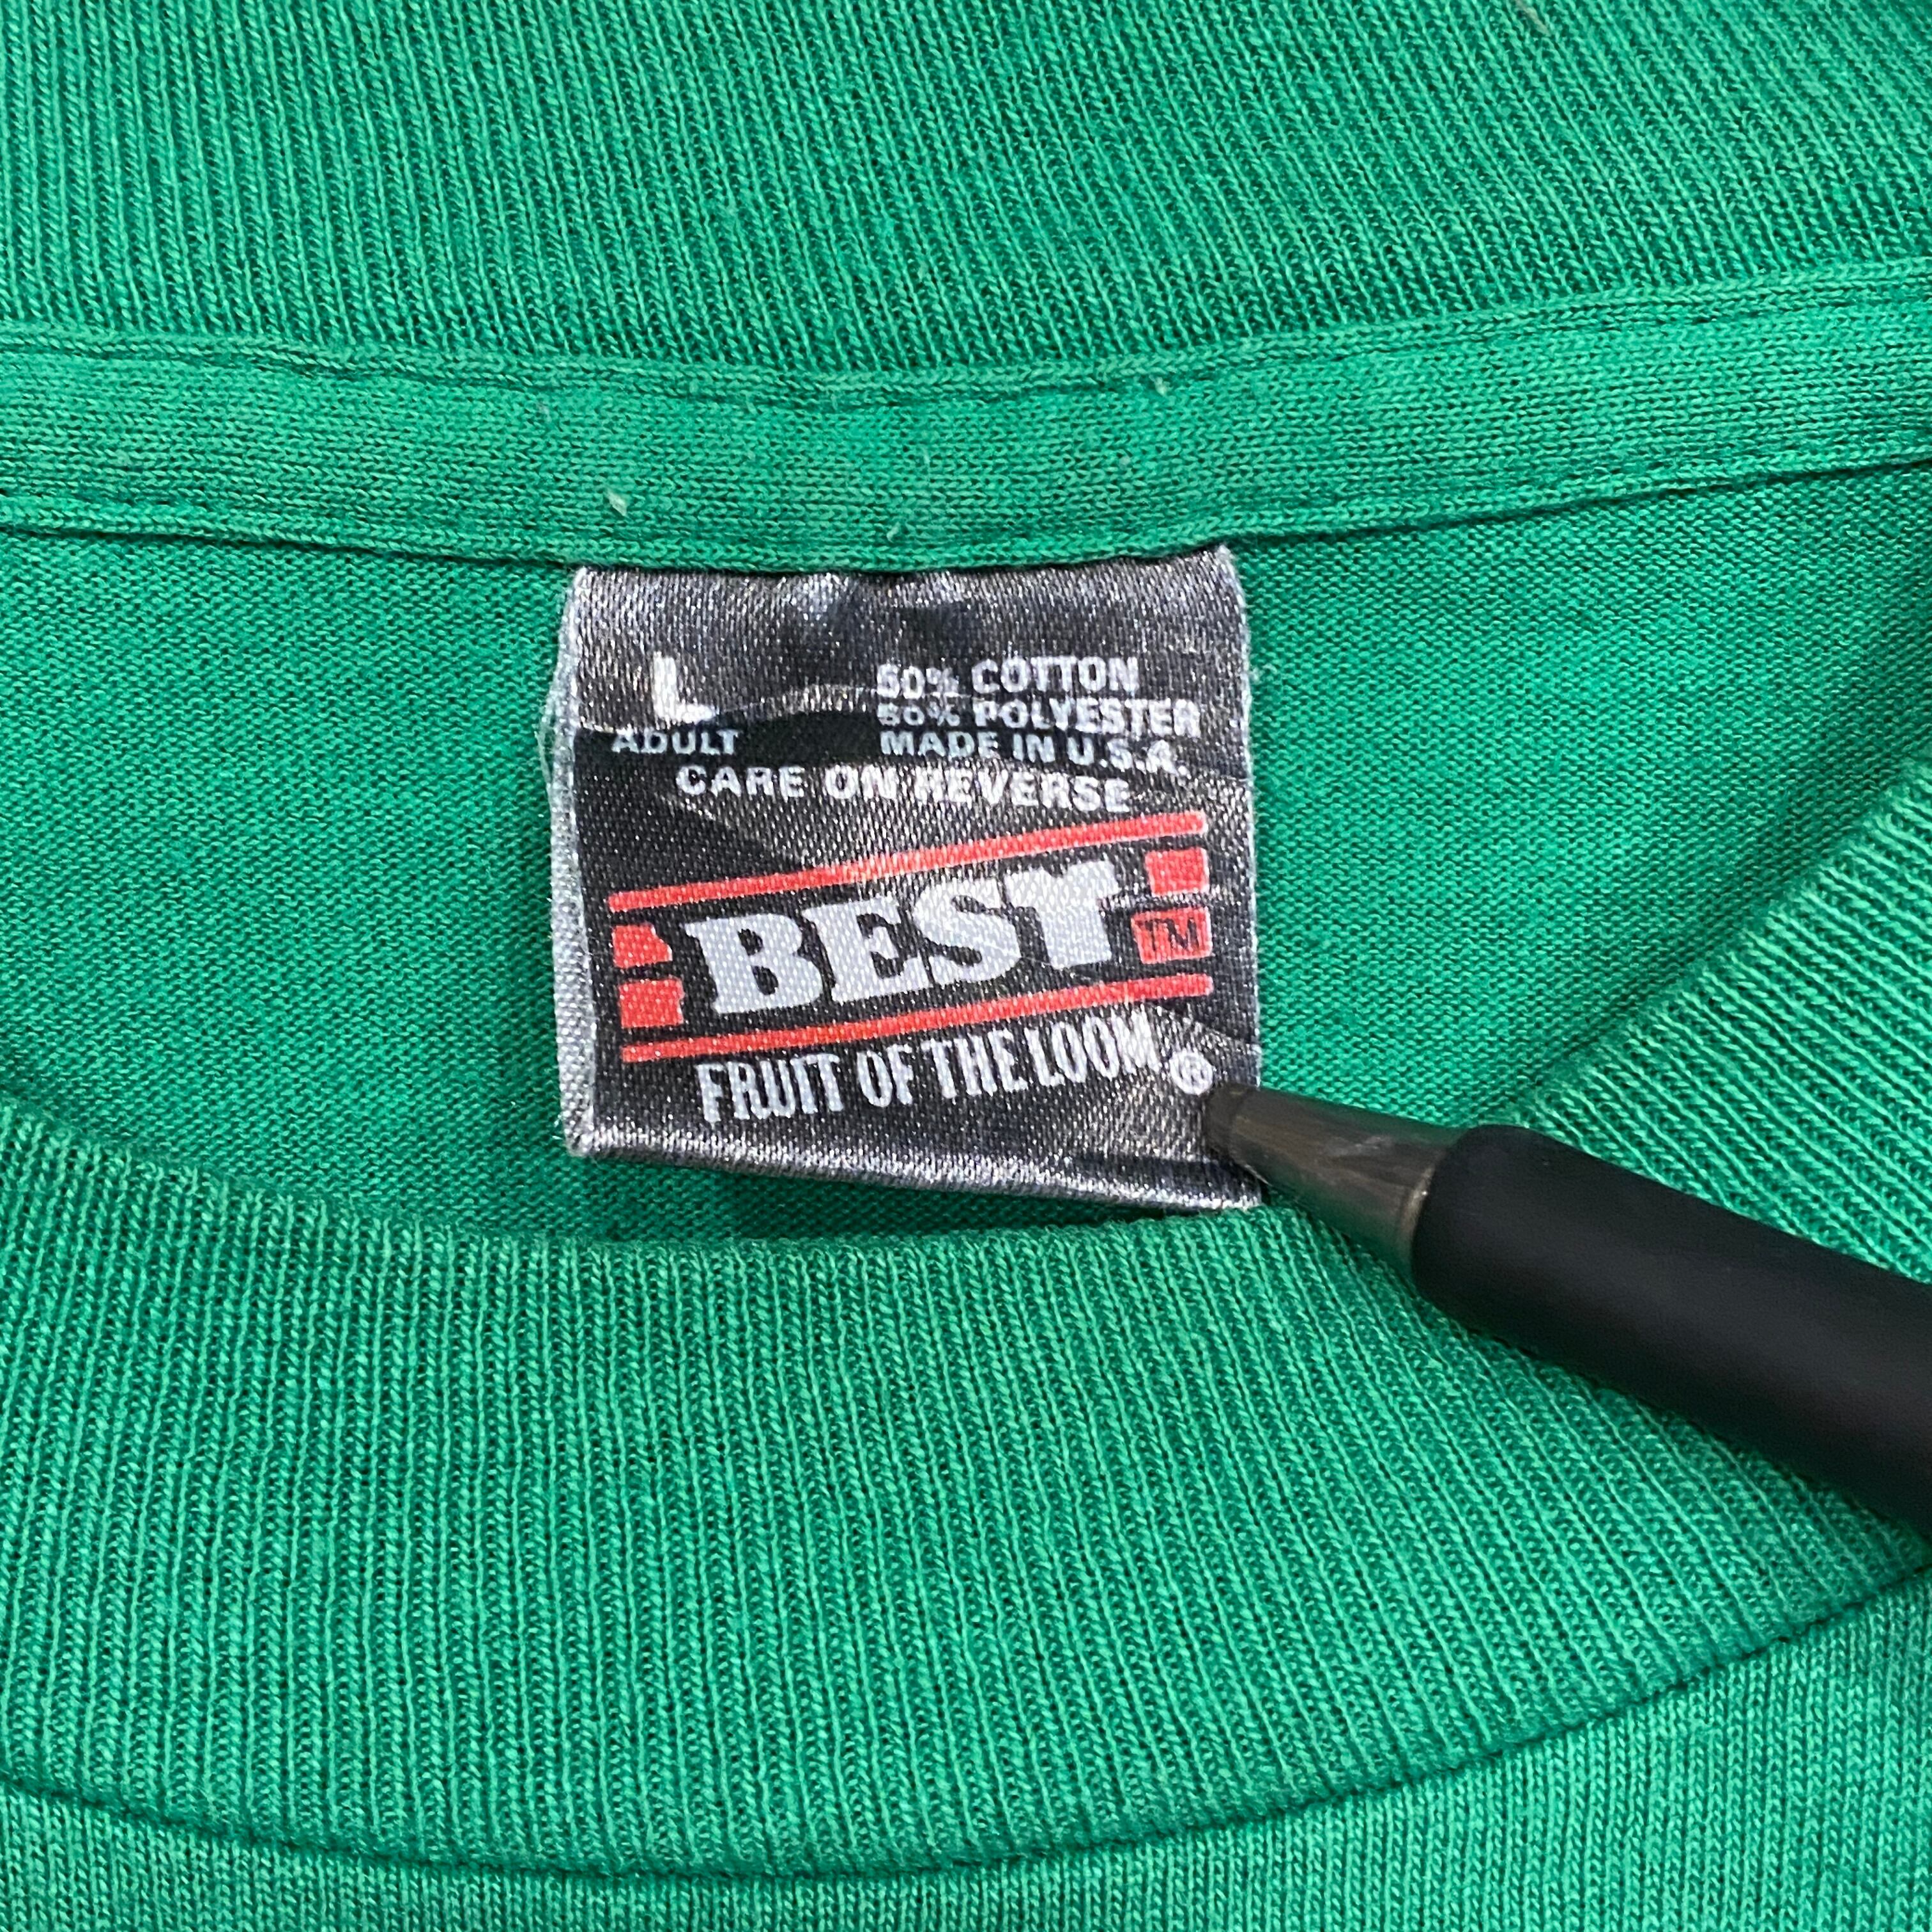 L
50% COTTON
50% POLYESTER
ADULT
MADE IN U.S.A.
CARE ON REVERSE
BEST TM
FRUIT OF THE LOOM ®